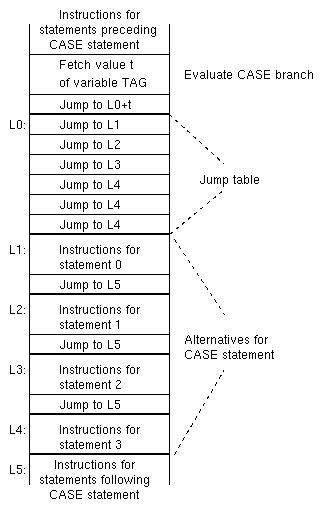 Instructions for
statements preceding
CASE statement
Fetch value t
of variable TAG
Evaluate CASE branch
Jump to L0+t
L0: Jump to L1
Jump to L2
Jump to L3
Jump to L4
Jump to L4
Jump to L4
Jump table
L1: Instructions for
statement 0
Jump to L5
L2: Instructions for
statement 1
Jump to L5
Alternatives for
CASE statement
L3: Instructions for
statement 2
Jump to L5
L4: Instructions for
statement 3
L5: Instructions for
statements following
CASE statement